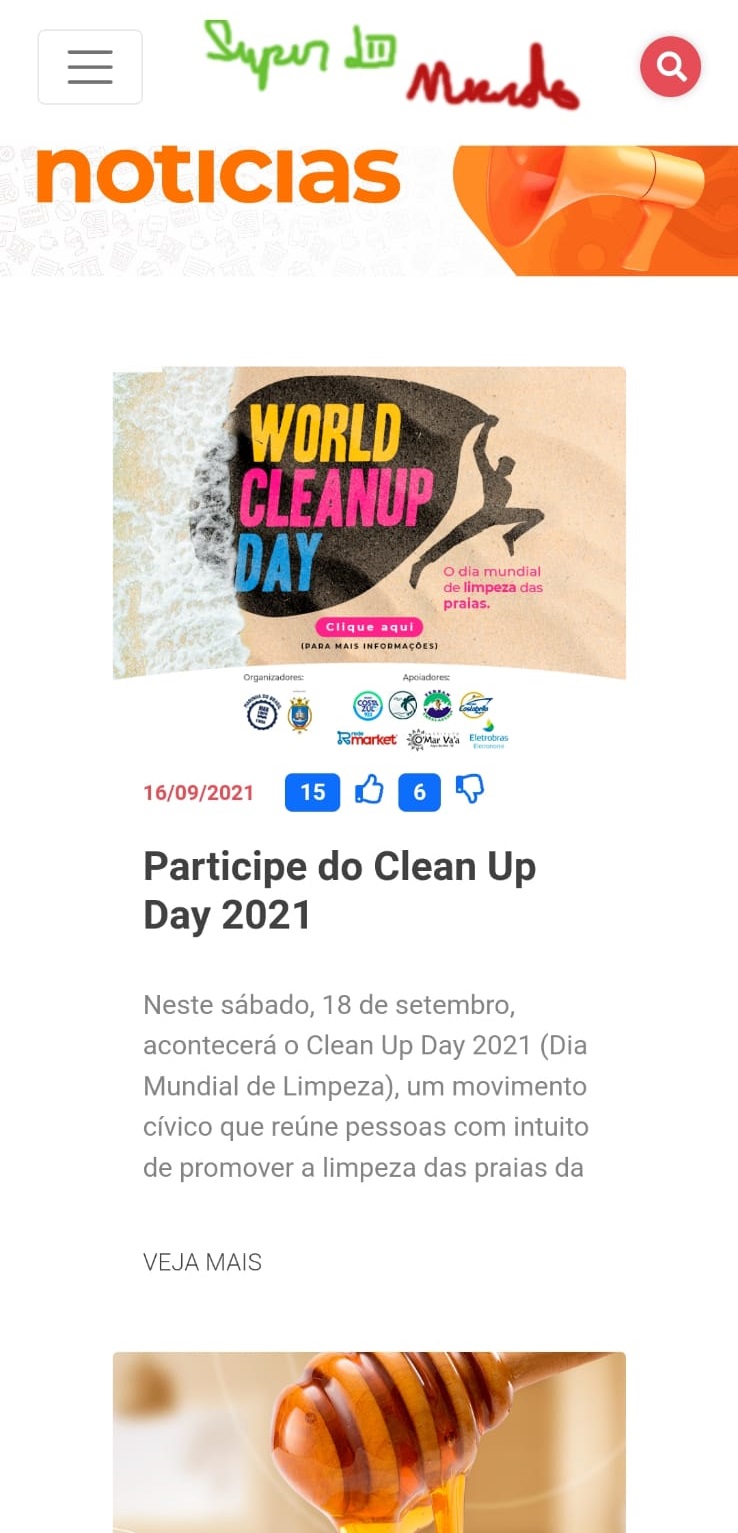 Super
Mundo
notícias
WORLD
CLEANUP
DAY
O dia mundial
de limpeza das
praias.
Clique aqui
(PARA MAIS INFORMAÇÕES)
Organizadores:
Apoiadores:
COSTA
ZUL
Costabella
rede
market
O'Mar Va'a
Eletrobras
Eletronuclear
16/09/2021 15 6
Participe do Clean Up
Day 2021
Neste sábado, 18 de setembro,
acontecerá o Clean Up Day 2021 (Dia
Mundial de Limpeza), um movimento
cívico que reúne pessoas com intuito
de promover a limpeza das praias da
VEJA MAIS